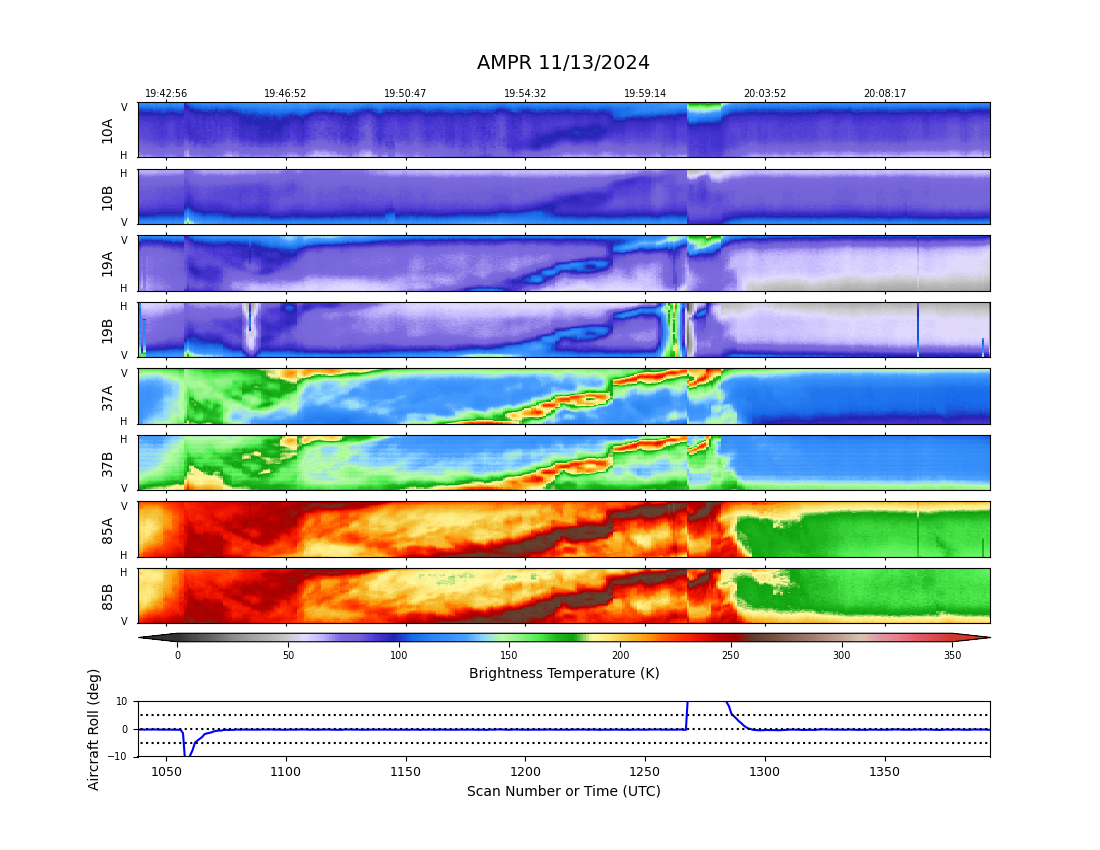 AMPR 11/13/2024
19:42:56 19:46:52 19:50:47 19:54:32 19:59:14 20:03:52 20:08:17
V
10A
H
H
10B
V
V
19A
H
H
19B
V
V
37A
H
H
37B
V
V
85A
H
H
85B
V
0 50 100 150 200 250 300 350
Brightness Temperature (K)
Aircraft Roll (deg)
10
0
−10
1050 1100 1150 1200 1250 1300 1350
Scan Number or Time (UTC)